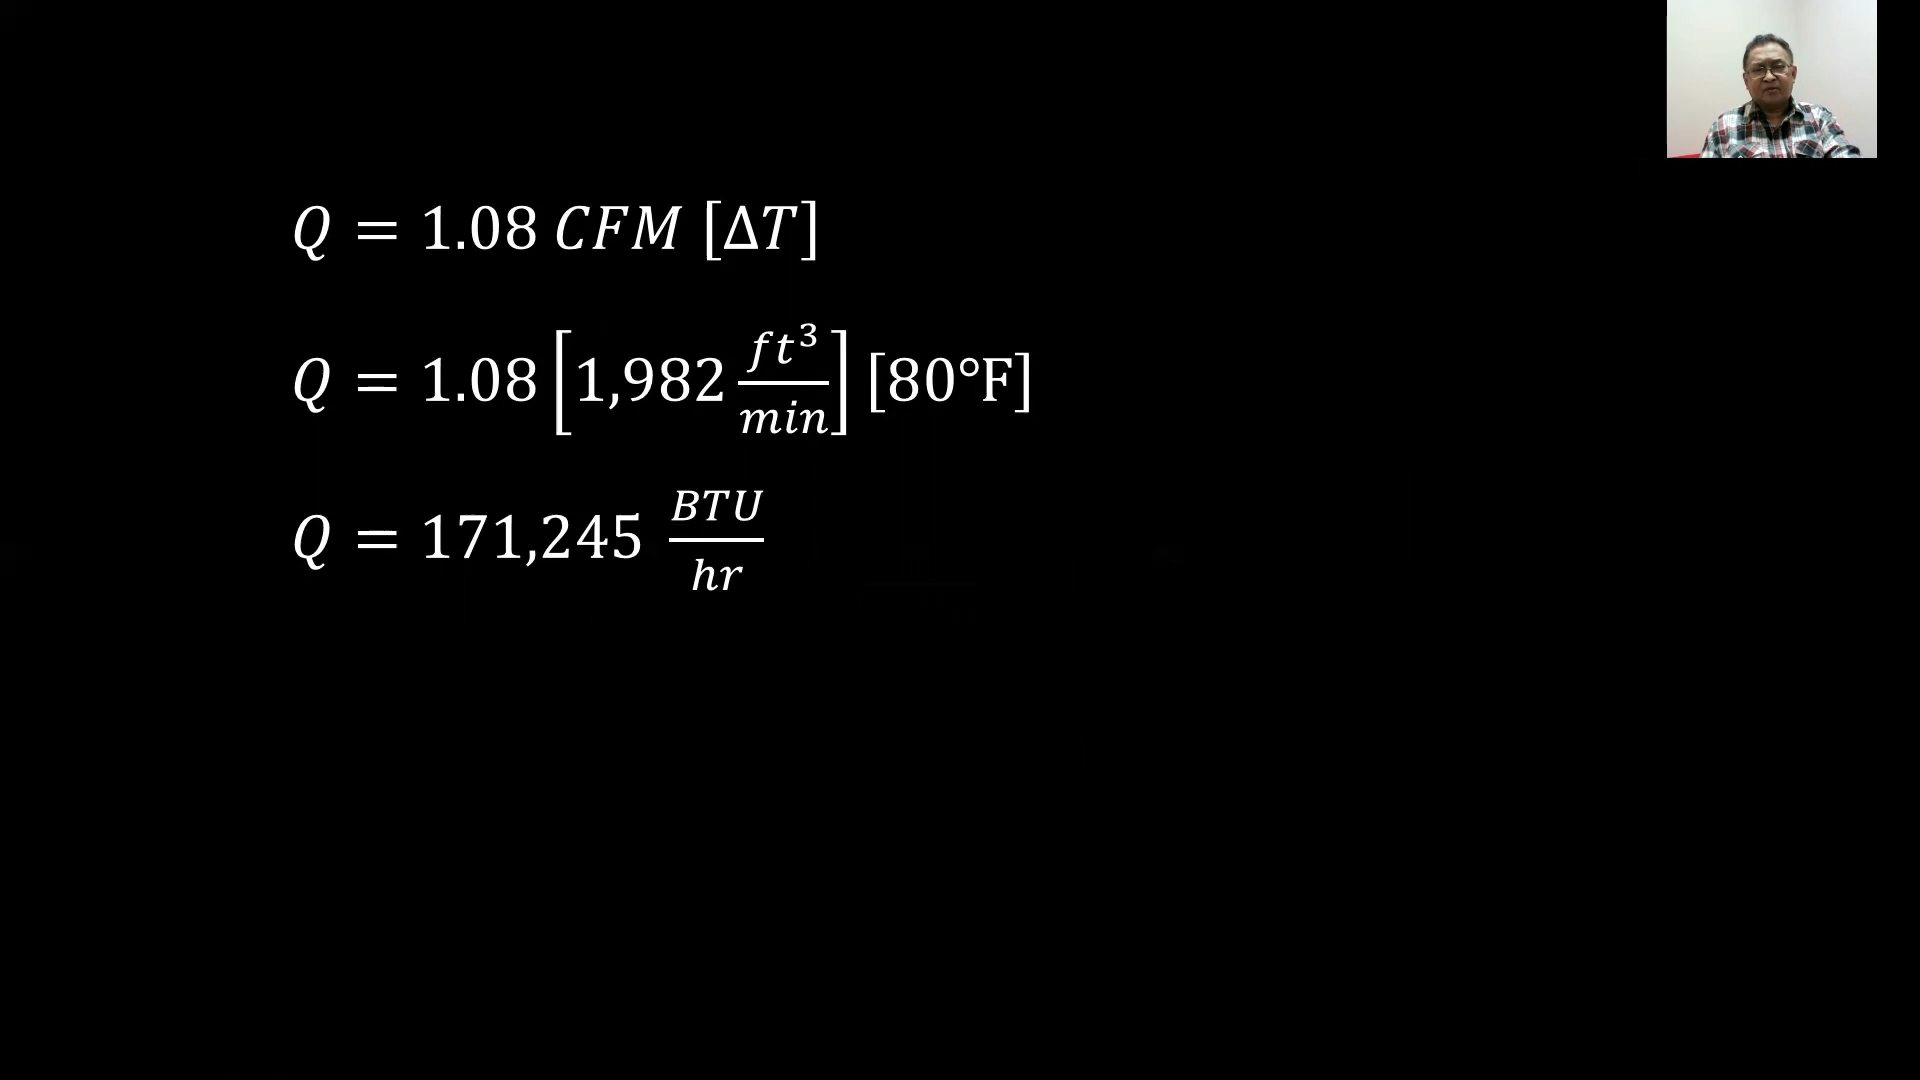 Q = 1.08 CFM [ΔT]
Q = 1.08 [1,982 ft³/min] [80°F]
Q = 171,245 BTU/hr